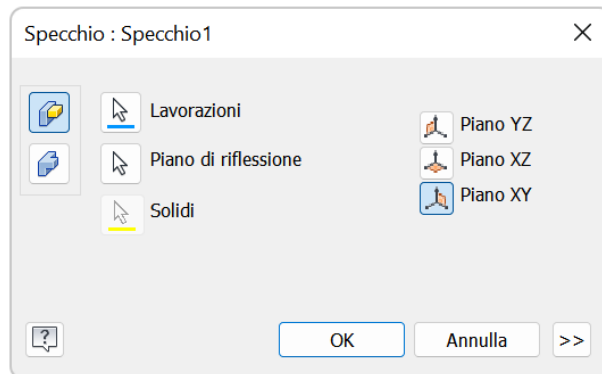 Specchio : Specchio1
Lavorazioni
Piano di riflessione
Solidi
Piano YZ
Piano XZ
Piano XY
?
OK
Annulla
>>